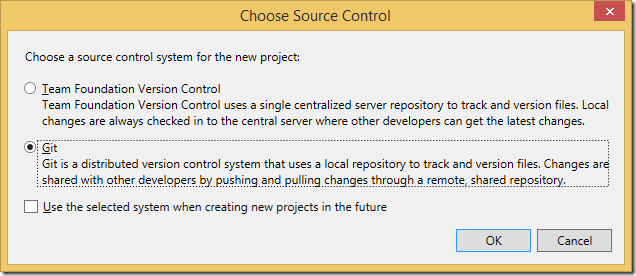 Choose Source Control
Choose a source control system for the new project:
Team Foundation Version Control
Team Foundation Version Control uses a single centralized server repository to track and version files. Local
changes are always checked in to the central server where other developers can get the latest changes.
Git
Git is a distributed version control system that uses a local repository to track and version files. Changes are
shared with other developers by pushing and pulling changes through a remote, shared repository.
Use the selected system when creating new projects in the future
OK
Cancel